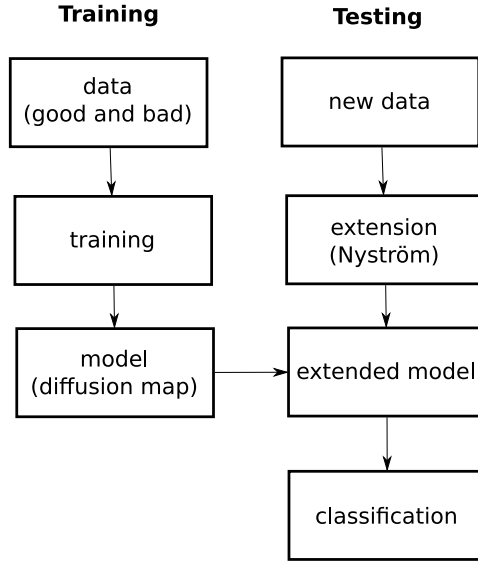 Training
data
(good and bad)
training
model
(diffusion map)
Testing
new data
extension
(Nyström)
extended model
classification